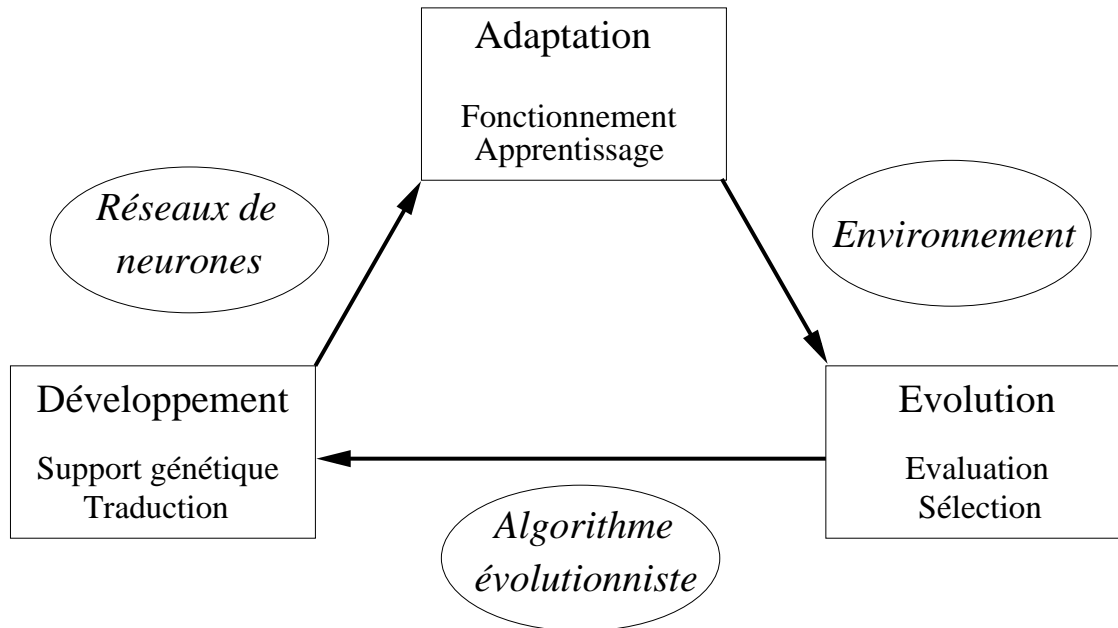 Adaptation
Fonctionnement
Apprentissage
Réseaux de
neurones
Environnement
Développement
Support génétique
Traduction
Evolution
Evaluation
Sélection
Algorithme
évolutionniste